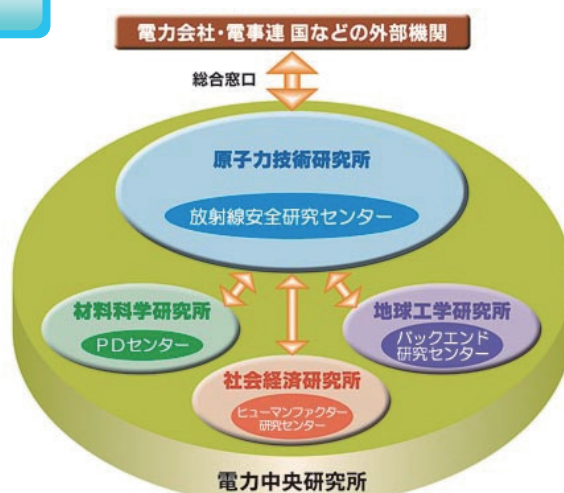 電力会社・電事連 国などの外部機関
総合窓口
原子力技術研究所
放射線安全研究センター
材料科学研究所
PDセンター
地球工学研究所
バックエンド
研究センター
社会経済研究所
ヒューマンファクター
研究センター
電力中央研究所